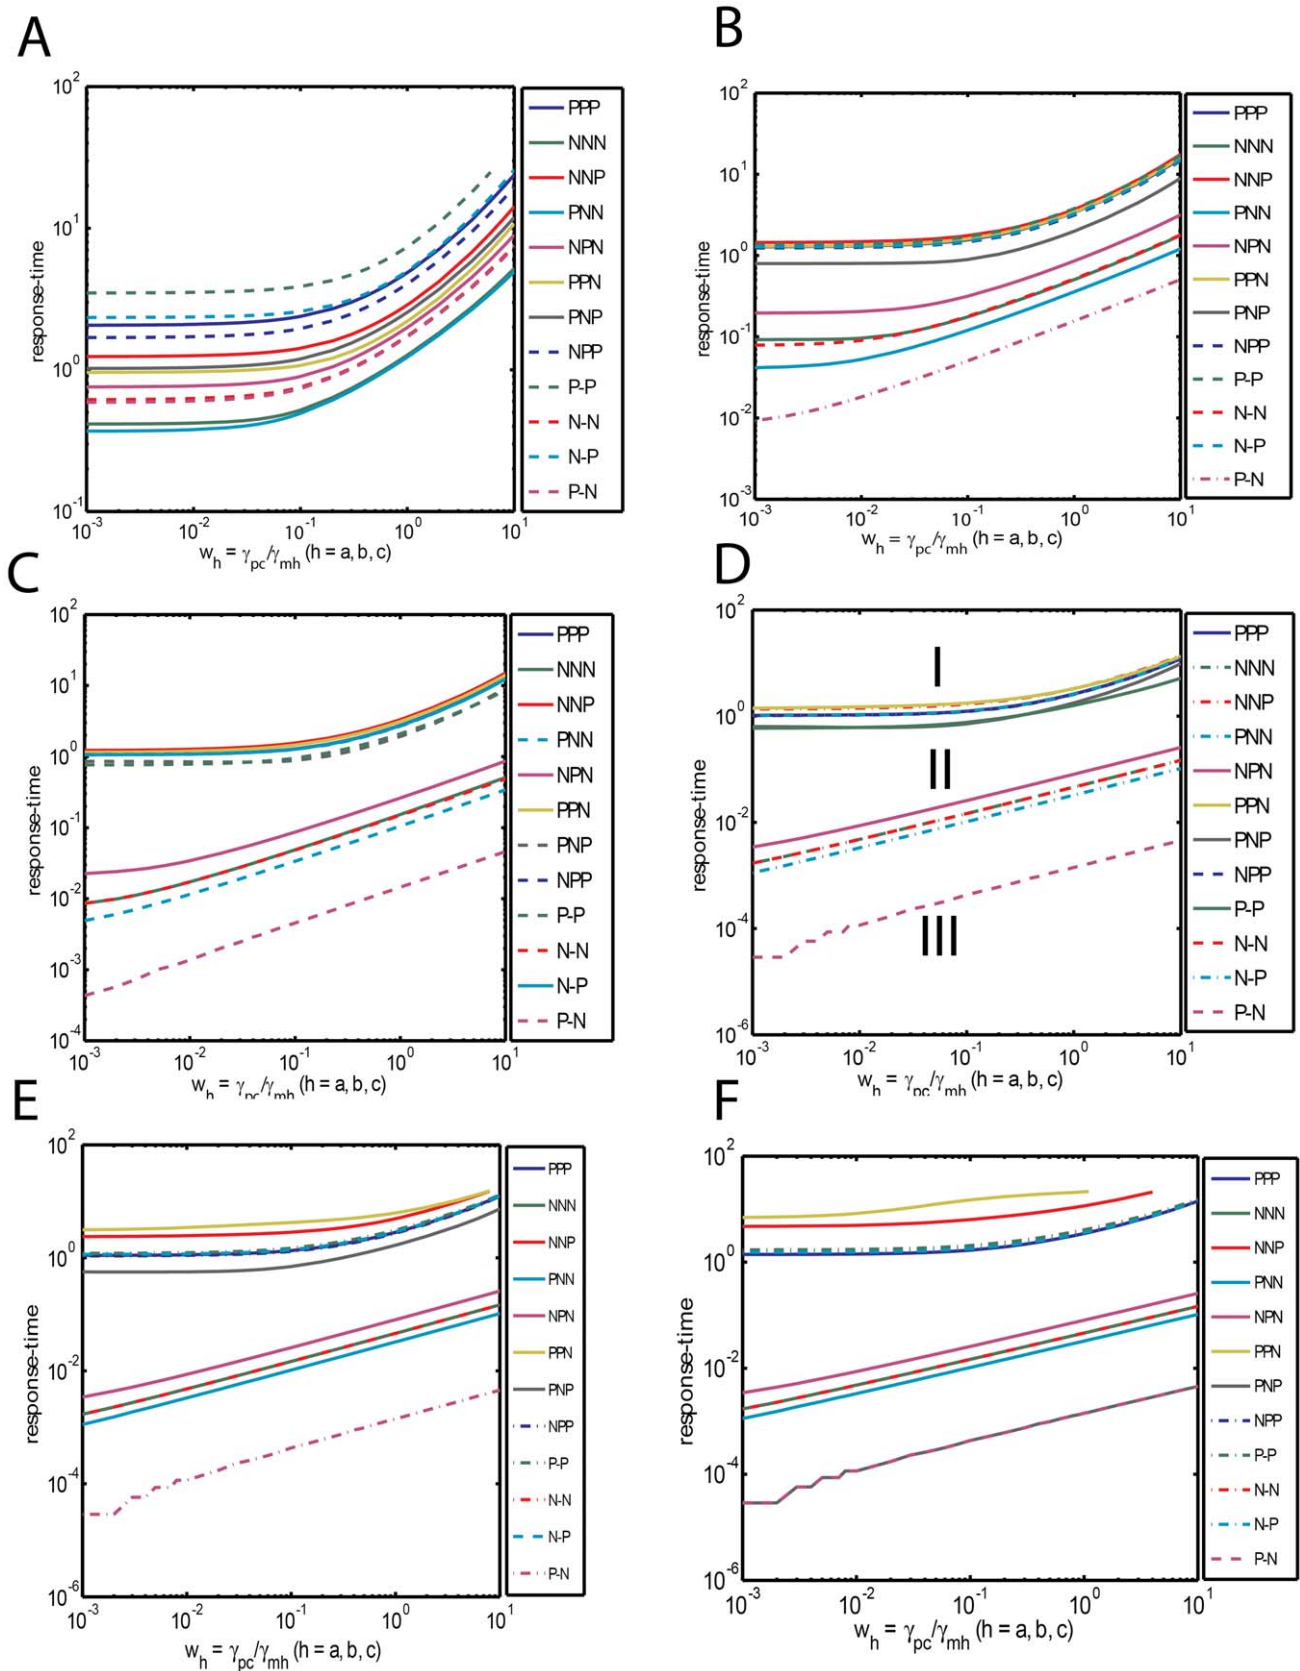 A
10^2
10^1
10^0
10^-1
response-time
10^-3 10^-2 10^-1 10^0 10^1
w_h = γ_pc/γ_mh (h = a, b, c)
PPP
NNN
NNP
PNN
NPN
PPN
PNP
NPP
P-P
N-N
N-P
P-N
B
10^2
10^1
10^0
10^-1
10^-2
10^-3
response-time
10^-3 10^-2 10^-1 10^0 10^1
w_h = γ_pc/γ_mh (h = a, b, c)
PPP
NNN
NNP
PNN
NPN
PPN
PNP
NPP
P-P
N-N
N-P
P-N
C
10^2
10^1
10^0
10^-1
10^-2
10^-3
10^-4
response-time
10^-3 10^-2 10^-1 10^0 10^1
w_h = γ_pc/γ_mh (h = a, b, c)
PPP
NNN
NNP
PNN
NPN
PPN
PNP
NPP
P-P
N-N
N-P
P-N
D
10^2
10^0
10^-2
10^-4
10^-6
response-time
I
II
III
10^-3 10^-2 10^-1 10^0 10^1
w_h = γ_pc/γ_mh (h = a, b, c)
PPP
NNN
NNP
PNN
NPN
PPN
PNP
NPP
P-P
N-N
N-P
P-N
E
10^2
10^0
10^-2
10^-4
10^-6
response-time
10^-3 10^-2 10^-1 10^0 10^1
w_h = γ_pc/γ_mh (h = a, b, c)
PPP
NNN
NNP
PNN
NPN
PPN
PNP
NPP
P-P
N-N
N-P
P-N
F
10^2
10^0
10^-2
10^-4
10^-6
response-time
10^-3 10^-2 10^-1 10^0 10^1
w_h = γ_pc/γ_mh (h = a, b, c)
PPP
NNN
NNP
PNN
NPN
PPN
PNP
NPP
P-P
N-N
N-P
P-N